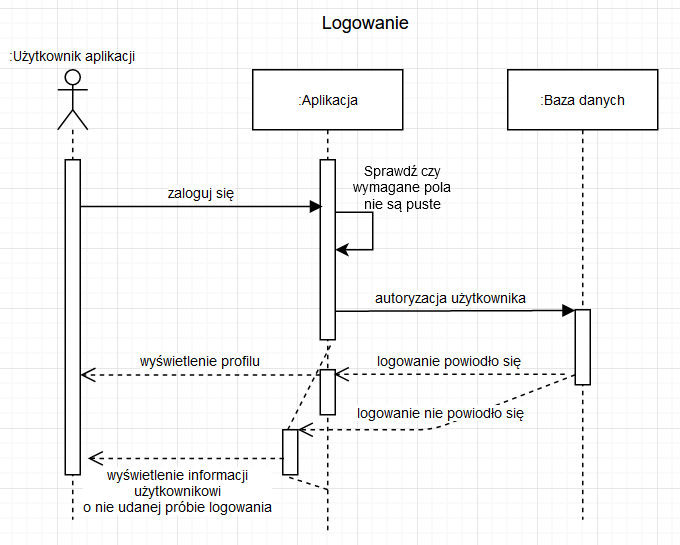 Logowanie
:Użytkownik aplikacji
:Aplikacja
:Baza danych
Sprawdź czy
wymagane pola
nie są puste
zaloguj się
autoryzacja użytkownika
wyświetlenie profilu
logowanie powiodło się
logowanie nie powiodło się
wyświetlenie informacji
użytkownikowi
o nie udanej próbie logowania